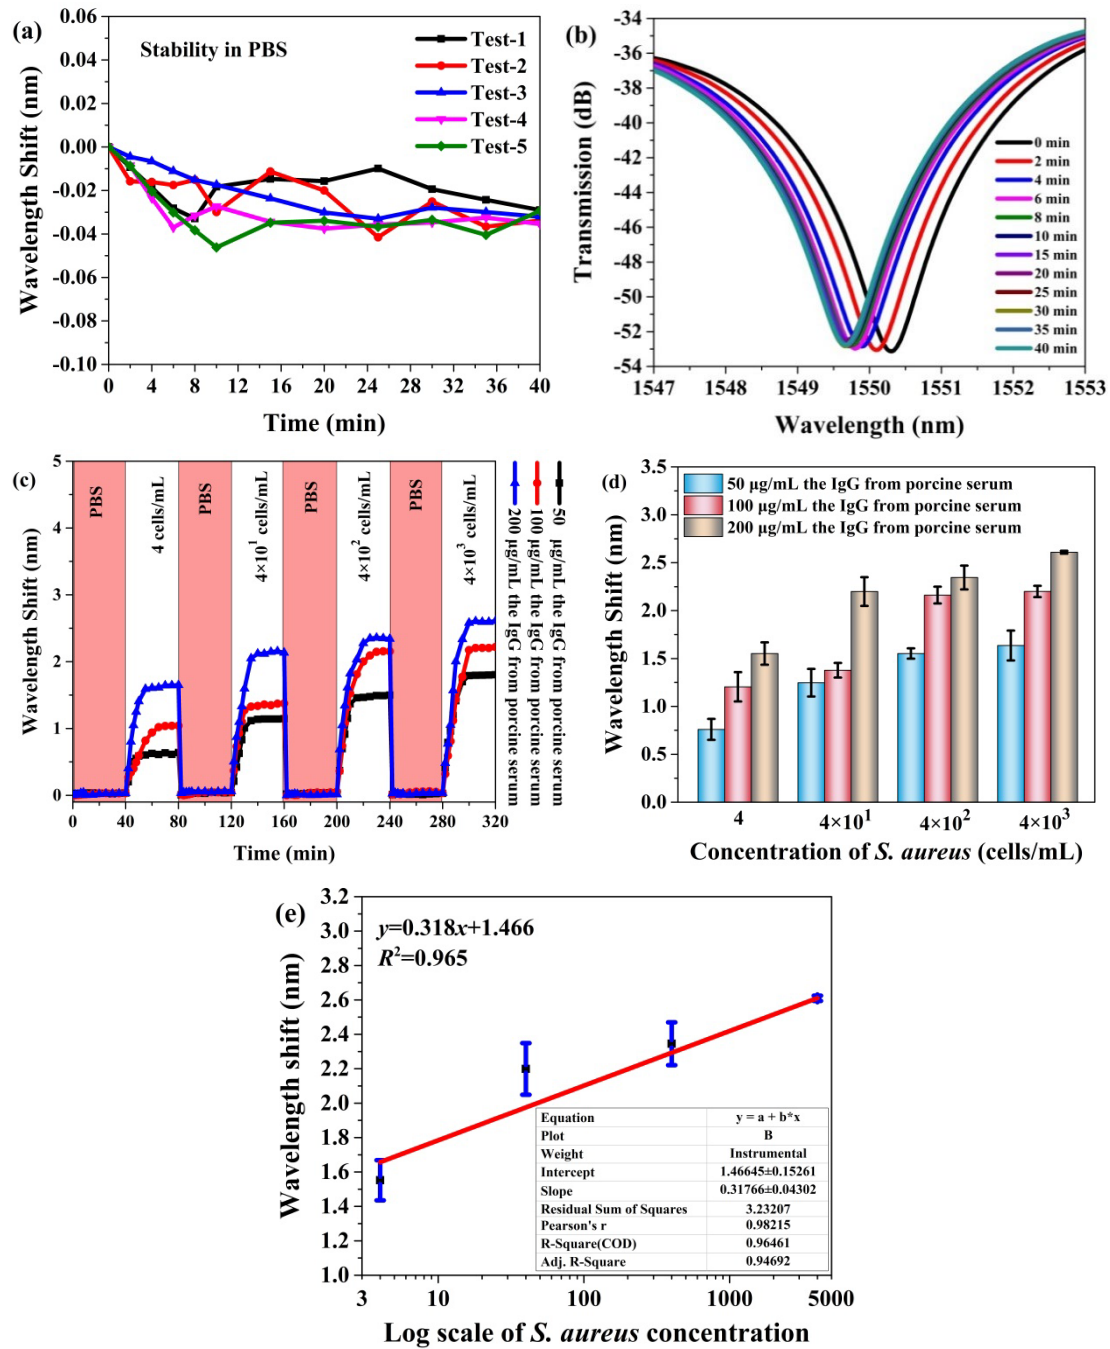 (a)
Stability in PBS
Test-1
Test-2
Test-3
Test-4
Test-5
0.06
0.04
0.02
0.00
-0.02
-0.04
-0.06
-0.08
-0.10
Wavelength Shift (nm)
0 4 8 12 16 20 24 28 32 36 40
Time (min)
(b)
-34
-36
-38
-40
-42
-44
-46
-48
-50
-52
-54
Transmission (dB)
0 min
2 min
4 min
6 min
8 min
10 min
15 min
20 min
25 min
30 min
35 min
40 min
1547 1548 1549 1550 1551 1552 1553
Wavelength (nm)
(c)
5
4
3
2
1
0
Wavelength Shift (nm)
PBS
4 cells/mL
PBS
4×10¹ cells/mL
PBS
4×10² cells/mL
PBS
4×10³ cells/mL
0 40 80 120 160 200 240 280 320
Time (min)
200 μg/mL the IgG from porcine serum
100 μg/mL the IgG from porcine serum
50 μg/mL the IgG from porcine serum
(d)
50 μg/mL the IgG from porcine serum
100 μg/mL the IgG from porcine serum
200 μg/mL the IgG from porcine serum
3.5
3.0
2.5
2.0
1.5
1.0
0.5
0.0
Wavelength Shift (nm)
4 4×10¹ 4×10² 4×10³
Concentration of S. aureus (cells/mL)
(e)
y=0.318x+1.466
R²=0.965
3.2
3.0
2.8
2.6
2.4
2.2
2.0
1.8
1.6
1.4
1.2
1.0
Wavelength shift (nm)
Equation y = a + b*x
Plot B
Weight Instrumental
Intercept 1.46645±0.15261
Slope 0.31766±0.04302
Residual Sum of Squares 3.23207
Pearson's r 0.98215
R-Square(COD) 0.96461
Adj. R-Square 0.94692
3 10 100 1000 5000
Log scale of S. aureus concentration